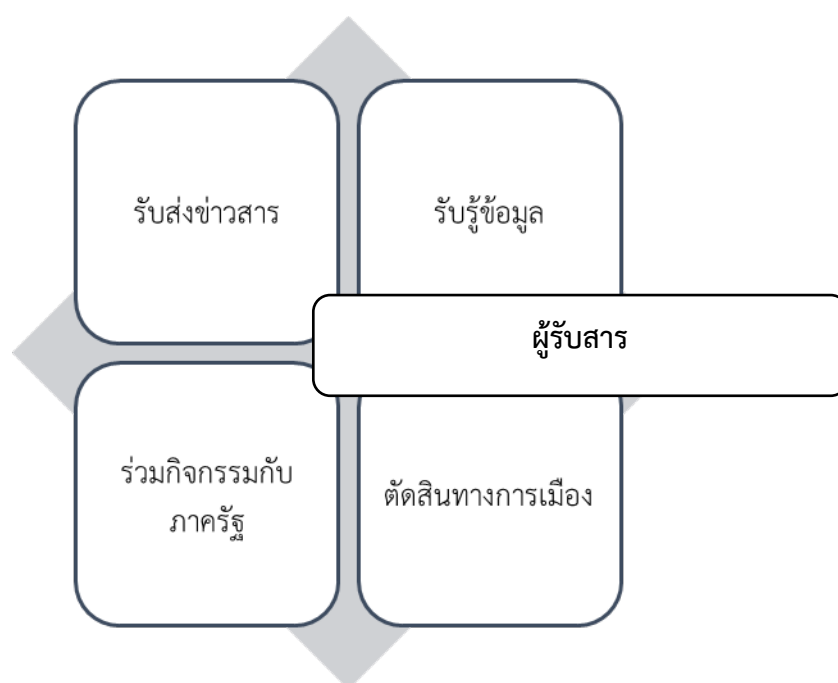 รับส่งข่าวสาร
รับรู้ข้อมูล
ผู้รับสาร
ร่วมกิจกรรมกับ
ภาครัฐ
ตัดสินทางการเมือง